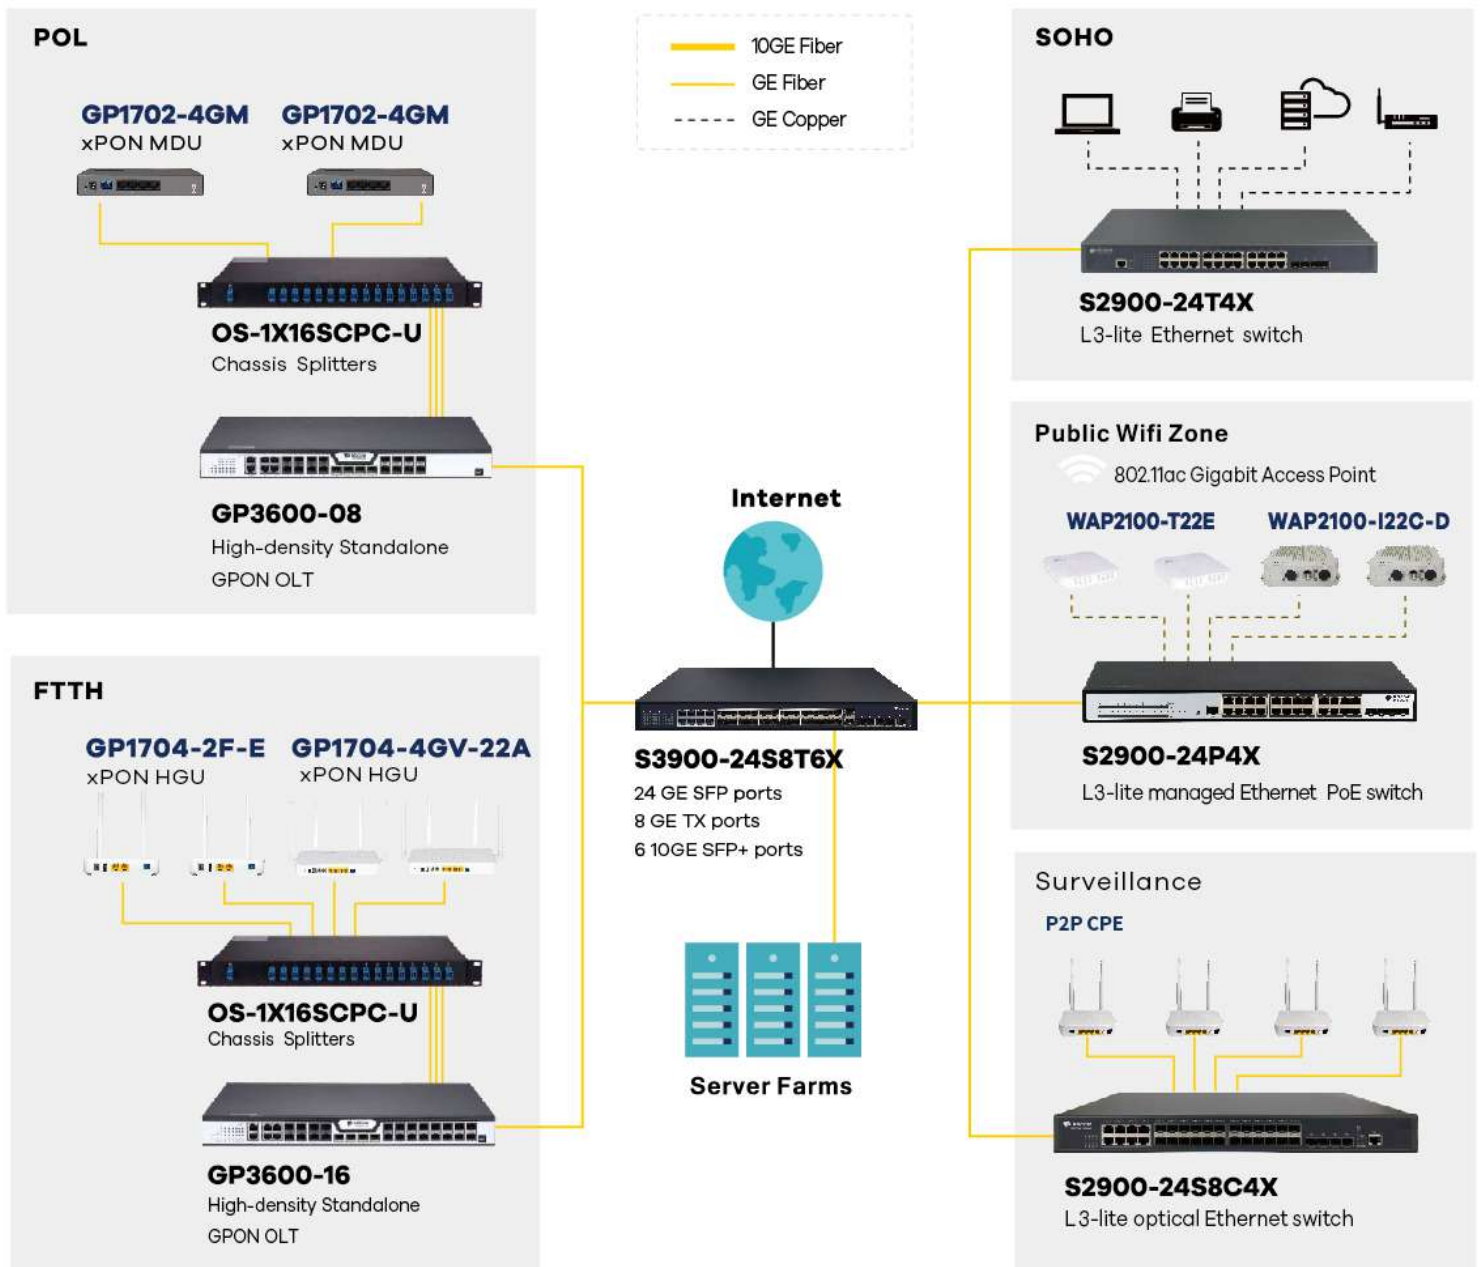 POL
GP1702-4GM
xPON MDU
GP1702-4GM
xPON MDU
OS-1X16SCPC-U
Chassis Splitters
GP3600-08
High-density Standalone
GPON OLT
FTTH
GP1704-2F-E
xPON HGU
GP1704-4GV-22A
xPON HGU
OS-1X16SCPC-U
Chassis Splitters
GP3600-16
High-density Standalone
GPON OLT
10GE Fiber
GE Fiber
GE Copper
Internet
S3900-24S8T6X
24 GE SFP ports
8 GE TX ports
6 10GE SFP+ ports
Server Farms
SOHO
S2900-24T4X
L3-lite Ethernet switch
Public Wifi Zone
802.11ac Gigabit Access Point
WAP2100-T22E
WAP2100-I22C-D
S2900-24P4X
L3-lite managed Ethernet PoE switch
Surveillance
P2P CPE
S2900-24S8C4X
L3-lite optical Ethernet switch